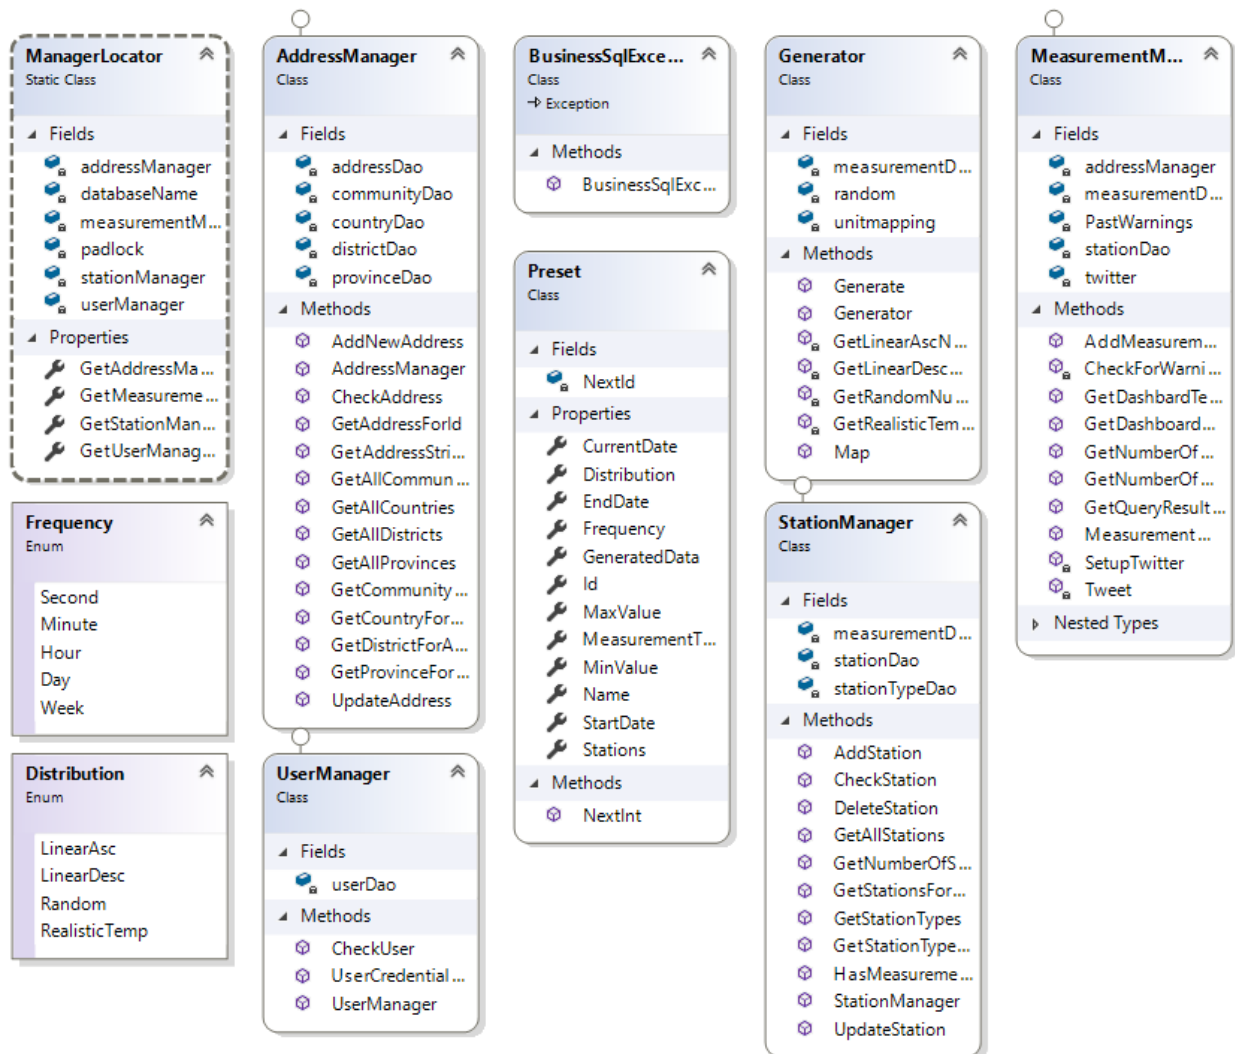 ManagerLocator
Static Class
Fields
addressManager
databaseName
measurementM...
padlock
stationManager
userManager
Properties
GetAddressMa...
GetMeasureme...
GetStationMan...
GetUserManag...
Frequency
Enum
Second
Minute
Hour
Day
Week
Distribution
Enum
LinearAsc
LinearDesc
Random
RealisticTemp
AddressManager
Class
Fields
addressDao
communityDao
countryDao
districtDao
provinceDao
Methods
AddNewAddress
AddressManager
CheckAddress
GetAddressForId
GetAddressStri...
GetAllCommun...
GetAllCountries
GetAllDistricts
GetAllProvinces
GetCommunity...
GetCountryFor...
GetDistrictForA...
GetProvinceFor...
UpdateAddress
UserManager
Class
Fields
userDao
Methods
CheckUser
UserCredential...
UserManager
BusinessSqlExce...
Class
Exception
Methods
BusinessSqlExc...
Preset
Class
Fields
NextId
Properties
CurrentDate
Distribution
EndDate
Frequency
GeneratedData
Id
MaxValue
MeasurementT...
MinValue
Name
StartDate
Stations
Methods
NextInt
Generator
Class
Fields
measurementD...
random
unitmapping
Methods
Generate
Generator
GetLinearAscN...
GetLinearDesc...
GetRandomNu...
GetRealisticTem...
Map
StationManager
Class
Fields
measurementD...
stationDao
stationTypeDao
Methods
AddStation
CheckStation
DeleteStation
GetAllStations
GetNumberOfS...
GetStationsFor...
GetStationTypes
GetStationType...
HasMeasureme...
StationManager
UpdateStation
MeasurementM...
Class
Fields
addressManager
measurementD...
PastWarnings
stationDao
twitter
Methods
AddMeasurem...
CheckForWarni...
GetDashbardTe...
GetDashboard...
GetNumberOf...
GetNumberOf...
GetQueryResult...
Measurement...
SetupTwitter
Tweet
Nested Types